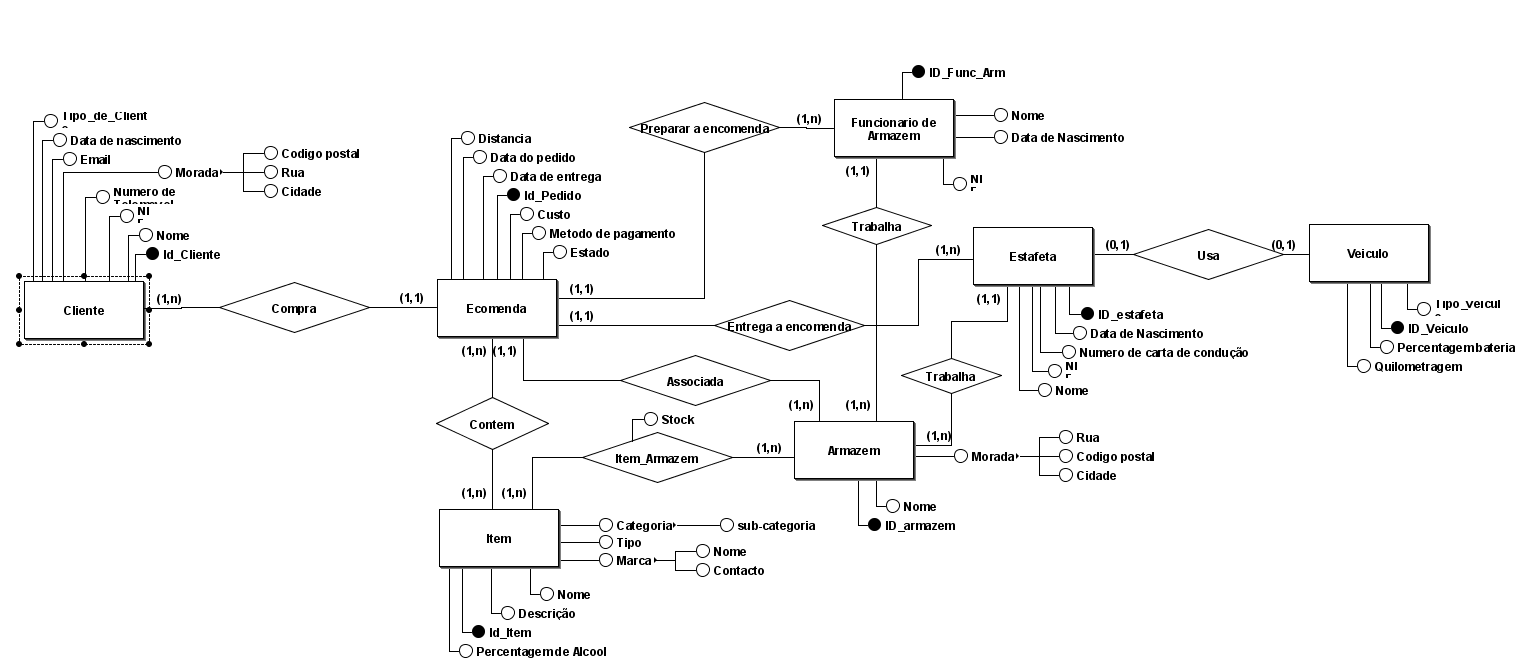 ID_Func_Arm
Nome
Funcionario de
Armazem
Data de Nascimento
(1,n)
Preparar a encomenda
(1,1)
Tipo_de_Client
Data de nascimento
Email
Morada
Codigo postal
Rua
Cidade
Numero de
Nome
Id_Cliente
Cliente
(1,n)
Compra
(1,1)
Distancia
Data do pedido
Data de entrega
Id_Pedido
Custo
Metodo de pagamento
Estado
Ecomenda
(1,1)
(1,1)
(1,n)
(1,1)
Trabalha
(1,n)
Entrega a encomenda
(1,n)
Estafeta
(0,1)
Usa
(0,1)
Veiculo
(1,1)
ID_estafeta
Data de Nascimento
Numero de carta de condução
Nome
ID_Veiculo
Percentagem bateria
Quilometragem
Trabalha
(1,n)
Associada
(1,n)
Contem
Stock
Item_Armazem
(1,n)
Armazem
Morada
Rua
Codigo postal
Cidade
Nome
ID_armazem
(1,n)
(1,n)
Item
Categoria
sub-categoria
Tipo
Marca
Nome
Contacto
Nome
Descrição
Id_Item
Percentagem de Alcool